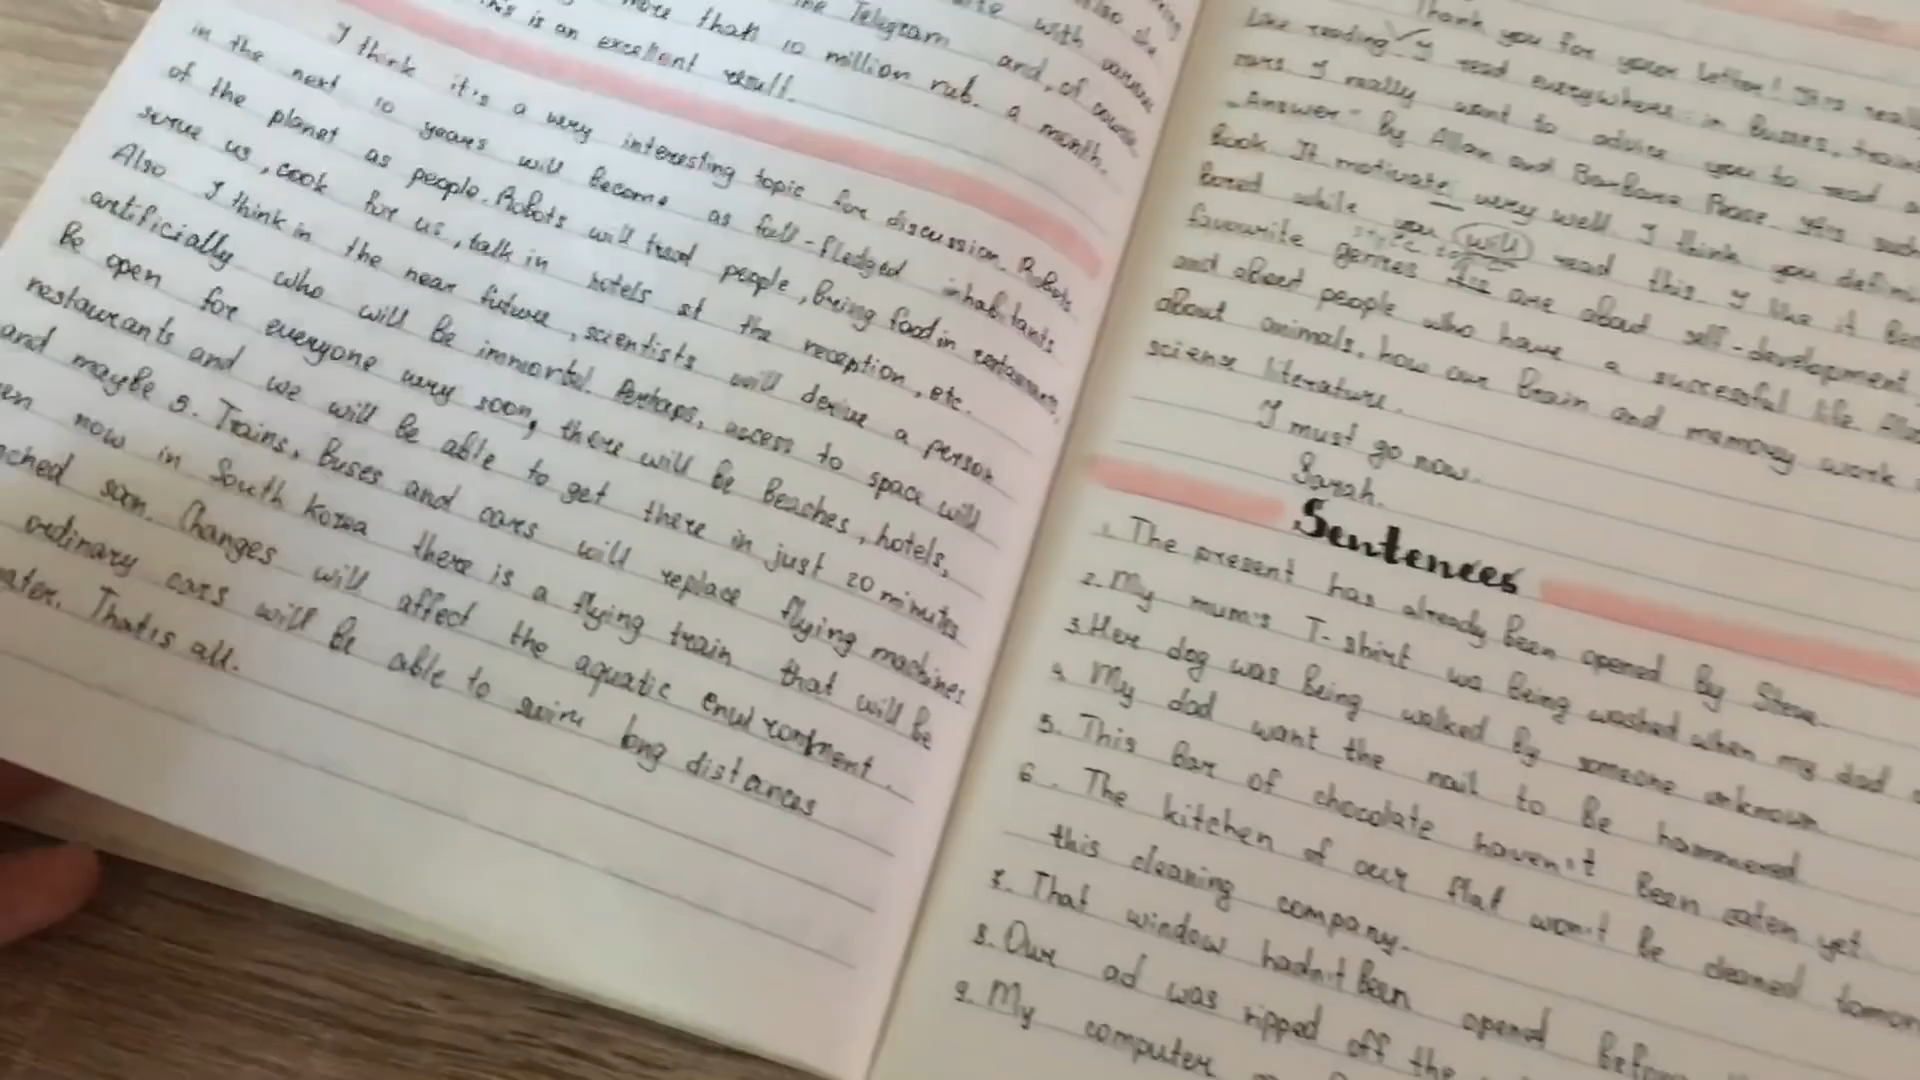 with various
the Telegram and, of course,
more than 10 million rub. a month.
This is an excellent result.
I think it's a very interesting topic for discussion. Robots
in the next 10 years will become as full-fledged inhabitants
of the planet as people. Robots will treat people, bring food in restaurants,
serve us, cook for us, talk in hotels at the reception, etc.
Also I think in the near future, scientists will derive a person
artificially who will be immortal. Perhaps, access to space will
be open for everyone very soon, there will be beaches, hotels,
restaurants and we will be able to get there in just 20 minutes
and maybe 5. Trains, buses and cars will replace flying machines
now in South Korea there is a flying train that will be
soon. Changes will affect the aquatic environment.
ordinary cars will be able to swim long distances
That is all.
Thank you for your letter! It's
like reading. I read everywhere: in busses,
I really want to advise you to read
"Answer" By Allan and Barbara Pease. It's such
book. It motivate very well. I think you
bored while you will read this. I like it
favourite genres are about self-development,
and about people who have a successful life
about animals, how our brain and memory work
science literature.
I must go now.
Sarah.
Sentences
1. The present has already been opened by Steve.
2. My mum's T-shirt wa being washed when my dad
3. Her dog was being walked by someone unknown
4. My dad want the nail to be hammered
5. This bar of chocolate haven't been eaten yet
6. The kitchen of our flat won't be cleaned
this cleaning company.
7. That window hadn't been opened
8. Our ad was ripped off the
9. My computer